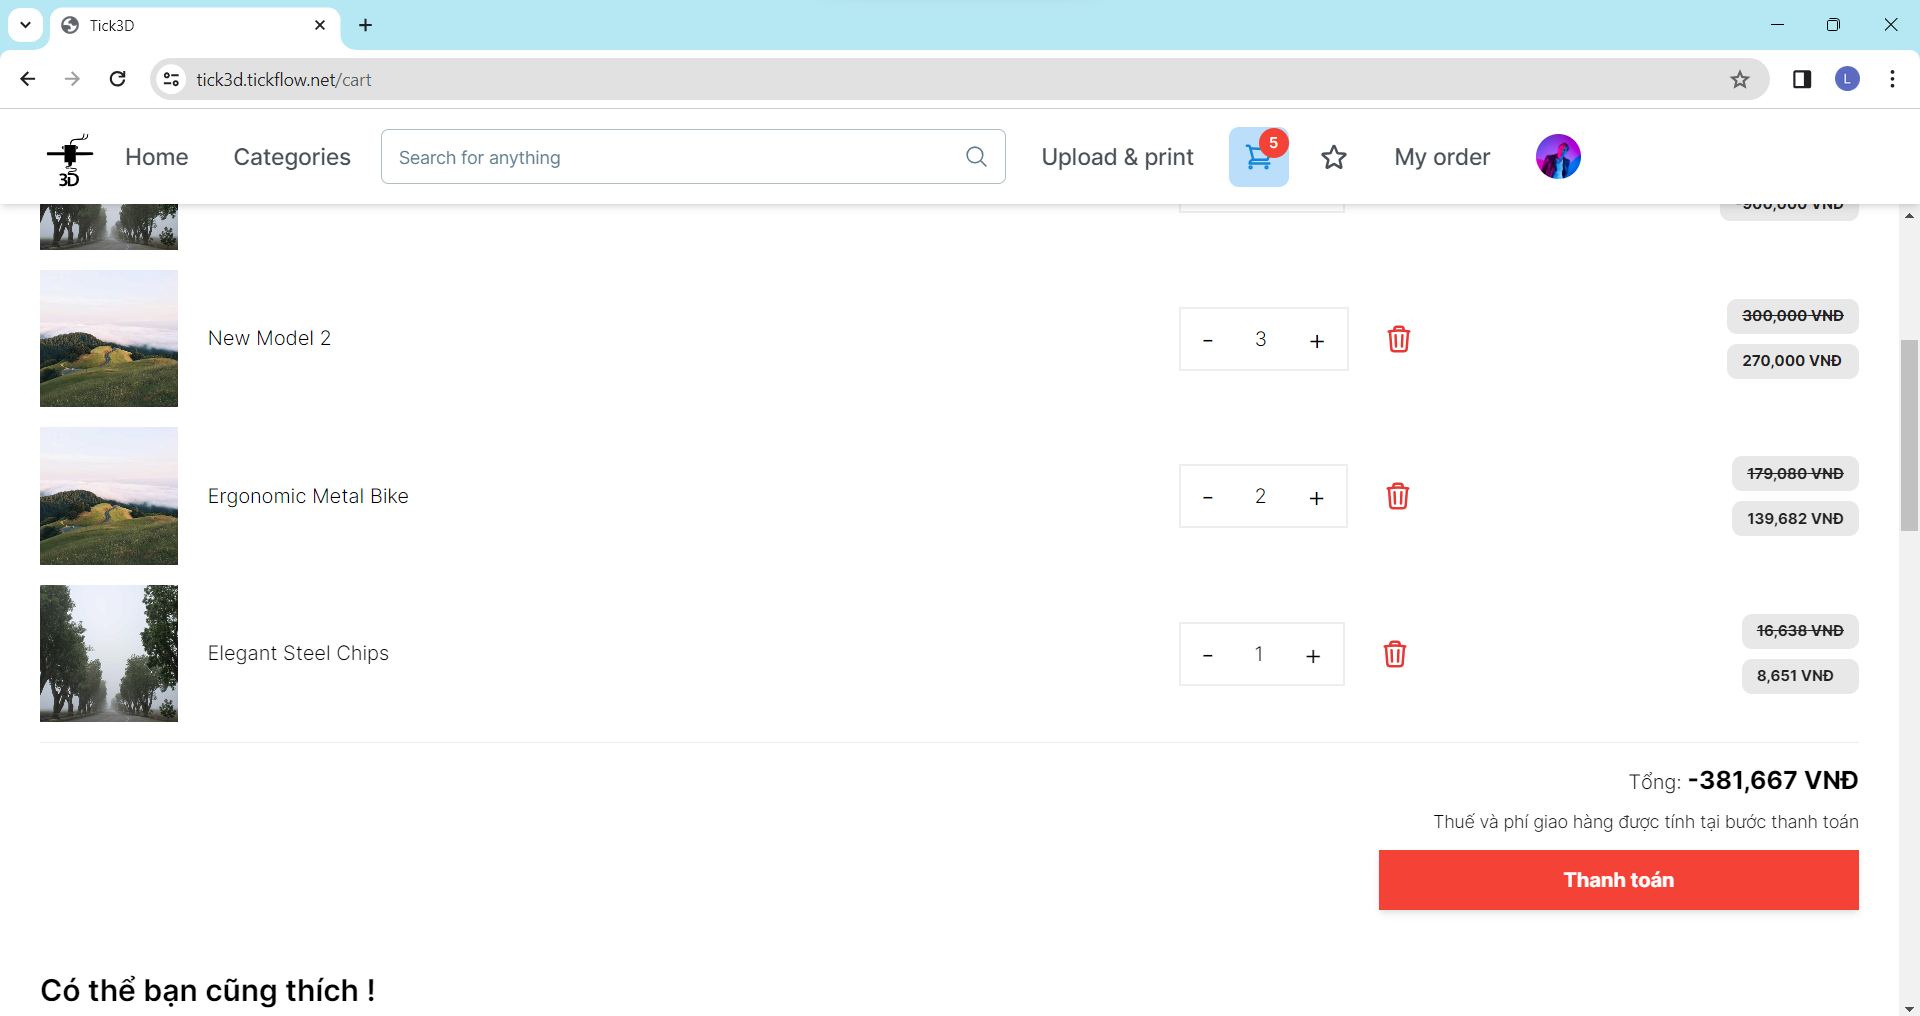 Tick3D
tick3d.tickflow.net/cart
L
3D
Home
Categories
Search for anything
Upload & print
5
My order
-900,000 VNĐ
New Model 2
- 3 +
300,000 VNĐ
270,000 VNĐ
Ergonomic Metal Bike
- 2 +
179,080 VNĐ
139,682 VNĐ
Elegant Steel Chips
- 1 +
16,638 VNĐ
8,651 VNĐ
Tổng: -381,667 VNĐ
Thuế và phí giao hàng được tính tại bước thanh toán
Thanh toán
Có thể bạn cũng thích !